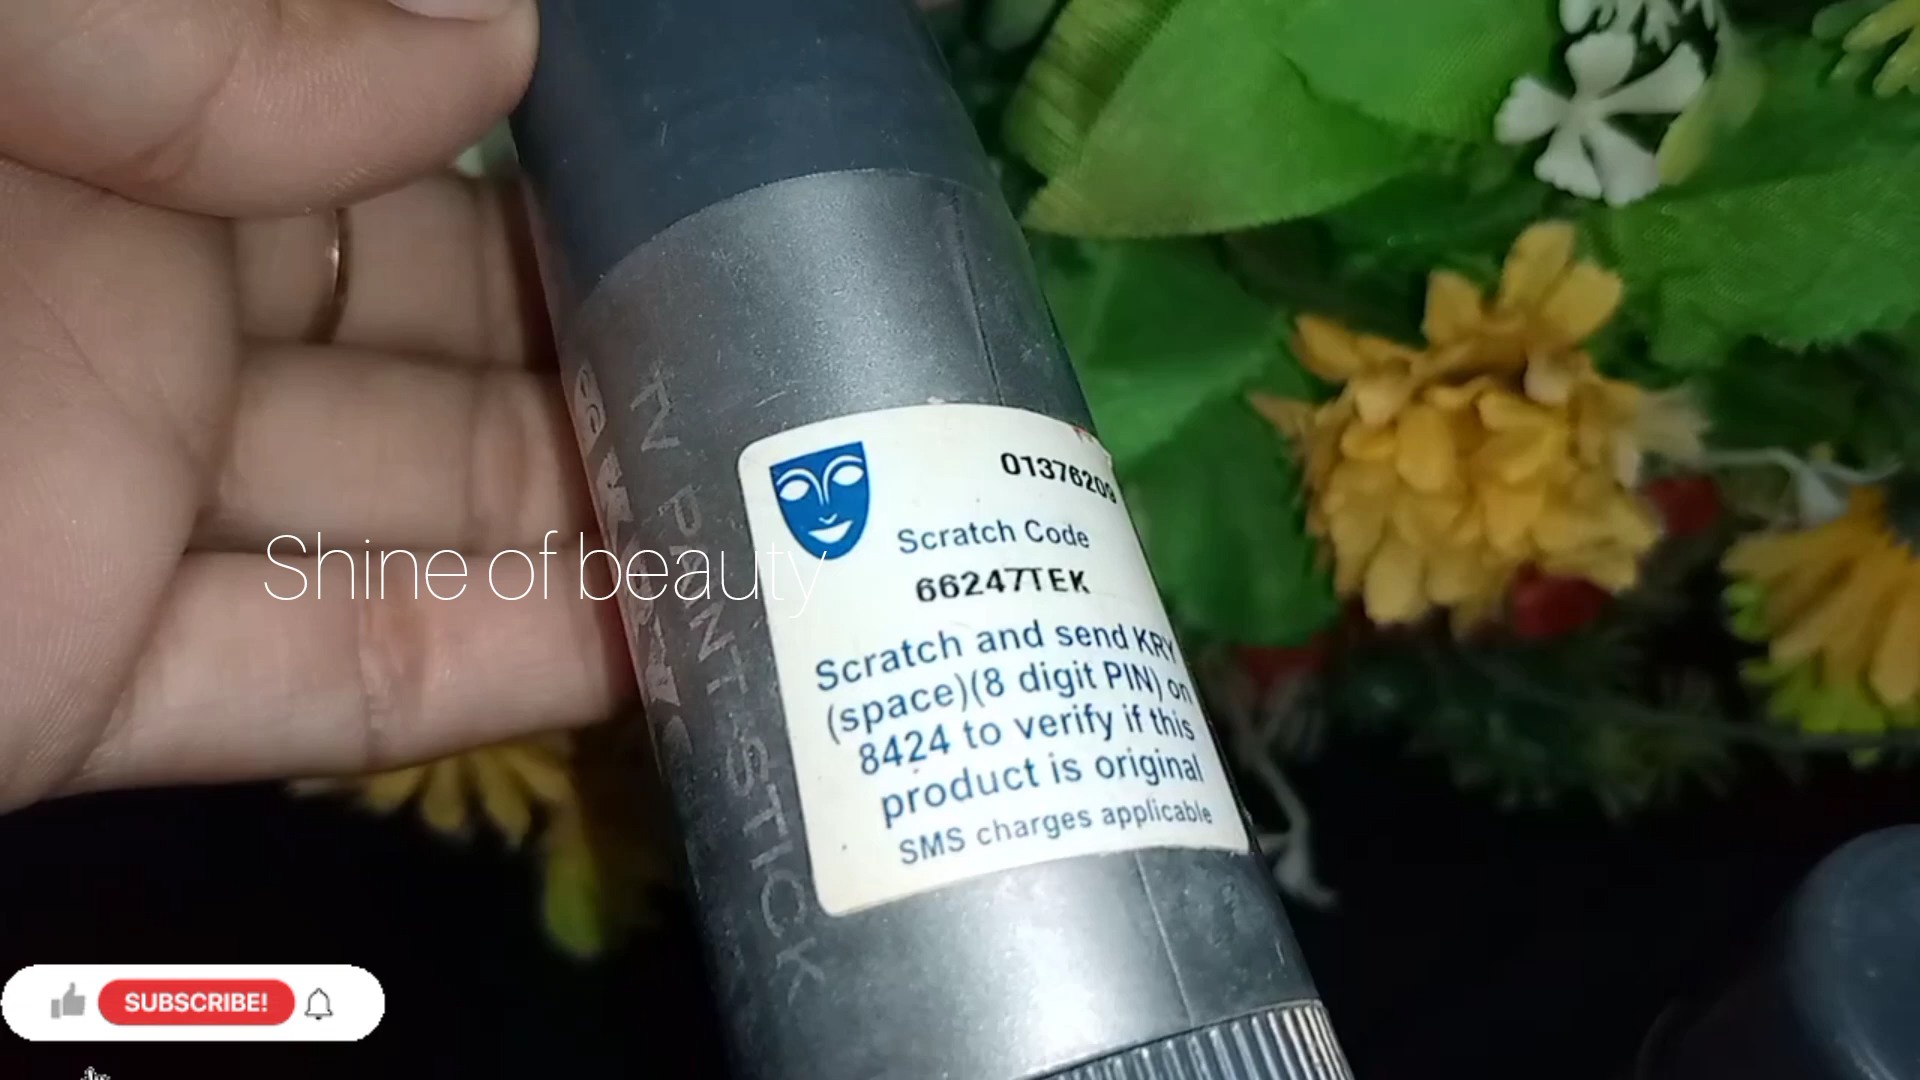 01376209
Scratch Code
66247TEK
Scratch and send KRY
(space)(8 digit PIN) on
8424 to verify if this
product is original
SMS charges applicable
TV PAINT STICK
Shine of beauty
SUBSCRIBE!